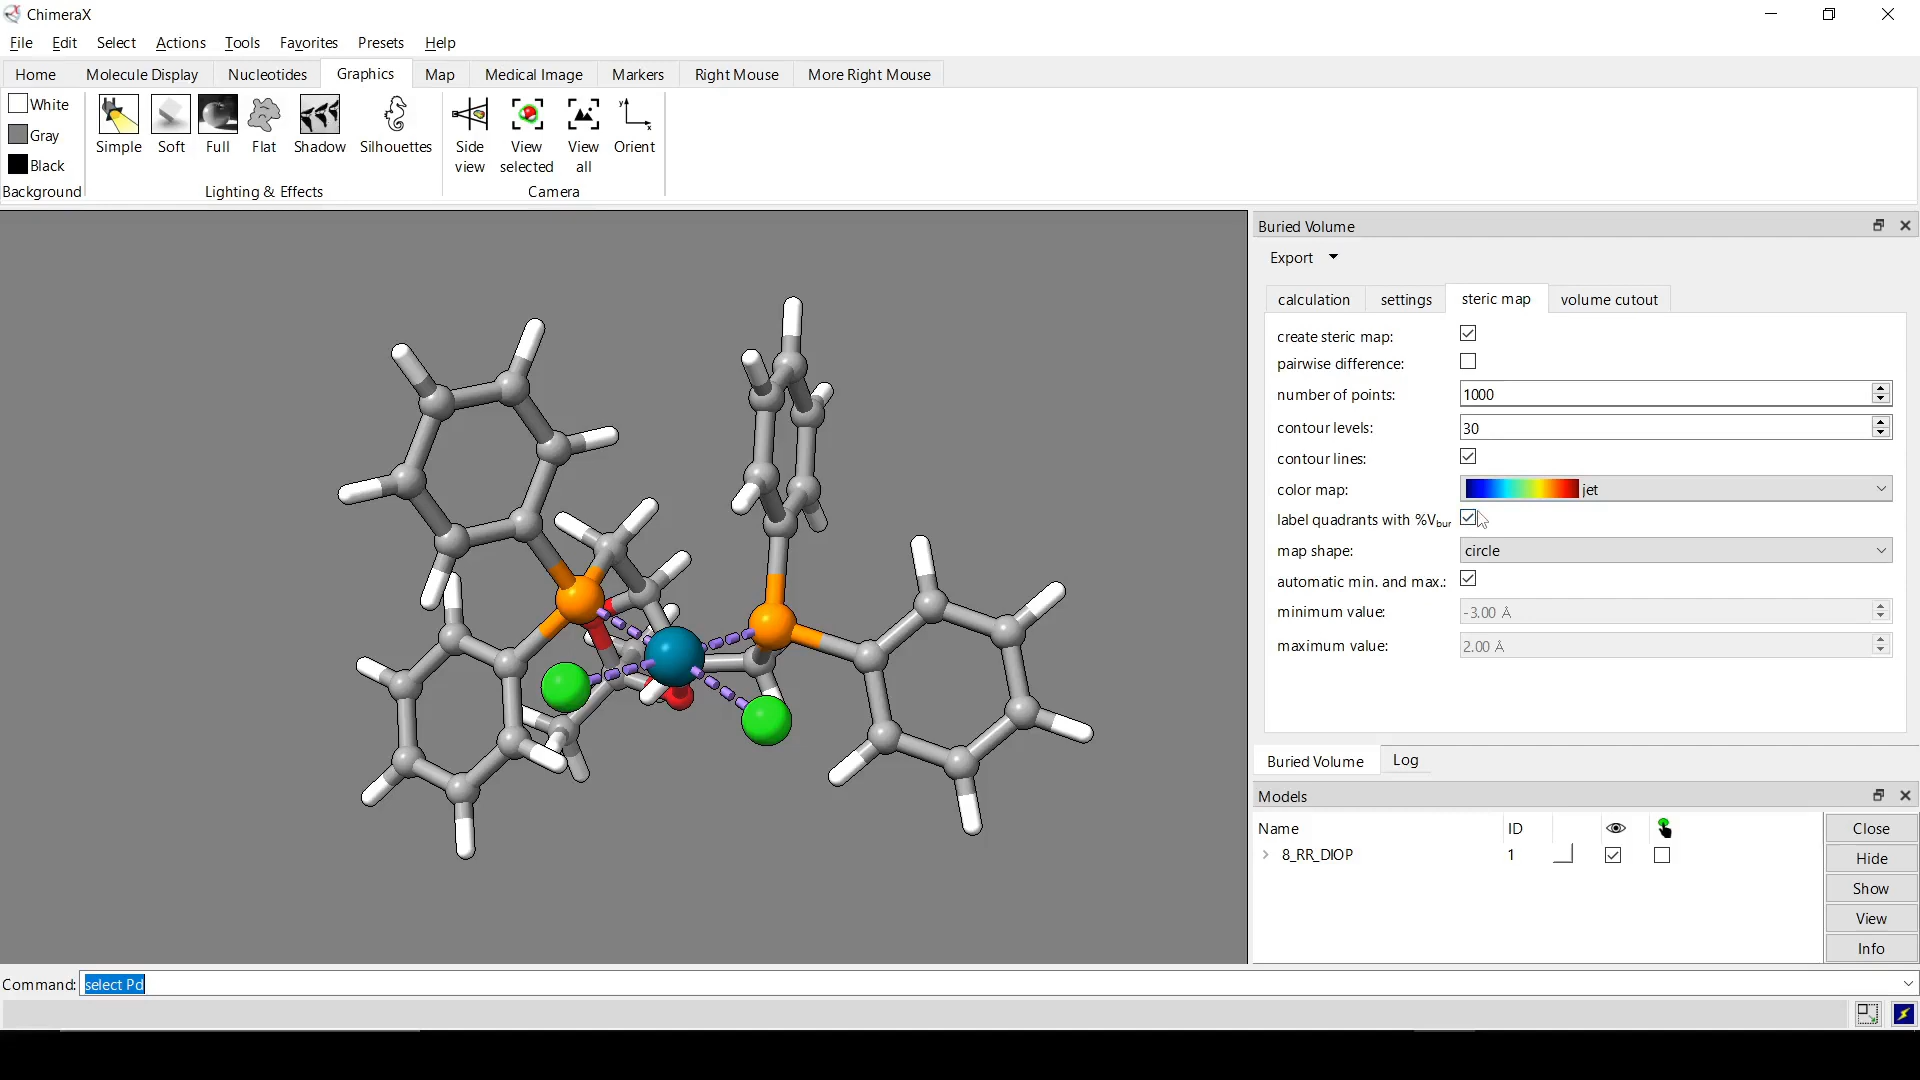 ChimeraX
File Edit Select Actions Tools Favorites Presets Help
Home Molecule Display Nucleotides Graphics Map Medical Image Markers Right Mouse More Right Mouse
White
Gray
Black
Background
Simple Soft Full Flat Shadow Silhouettes
Lighting & Effects
Side view
View selected
View all
Orient
Camera
Buried Volume
Export
calculation settings steric map volume cutout
create steric map:
pairwise difference:
number of points: 1000
contour levels: 30
contour lines:
color map: jet
label quadrants with %Vbur
map shape: circle
automatic min. and max.:
minimum value: -3.00 Å
maximum value: 2.00 Å
Buried Volume Log
Models
Name ID
8_RR_DIOP 1
Close
Hide
Show
View
Info
Command: select Pd